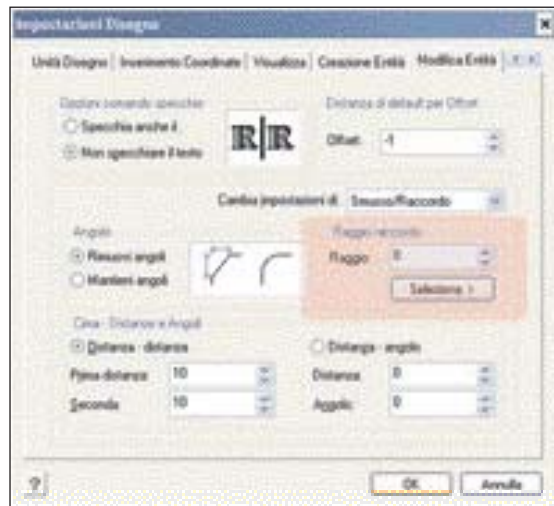 Impostazioni Disegno
Unità Disegno
Inserimento Coordinate
Visualizza
Creazione Entità
Modifica Entità
Opzioni comando specchio
Specchia anche il
Non specchiare il testo
R|R
Distanza di default per Offset
Offset: -1
Cambia impostazioni di: Smusso/Raccordo
Angolo
Rimuovi angoli
Mantieni angoli
Raggio raccordo
Raggio 0
Seleziona >
Cima - Distanze e Angoli
Distanza - distanza
Distanza - angolo
Prima distanza 10
Distanza 0
Seconda 10
Angolo: 0
?
OK
Annulla